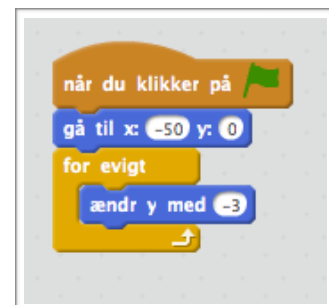 når du klikker på
gå til x: -50 y: 0
for evigt
ændr y med -3